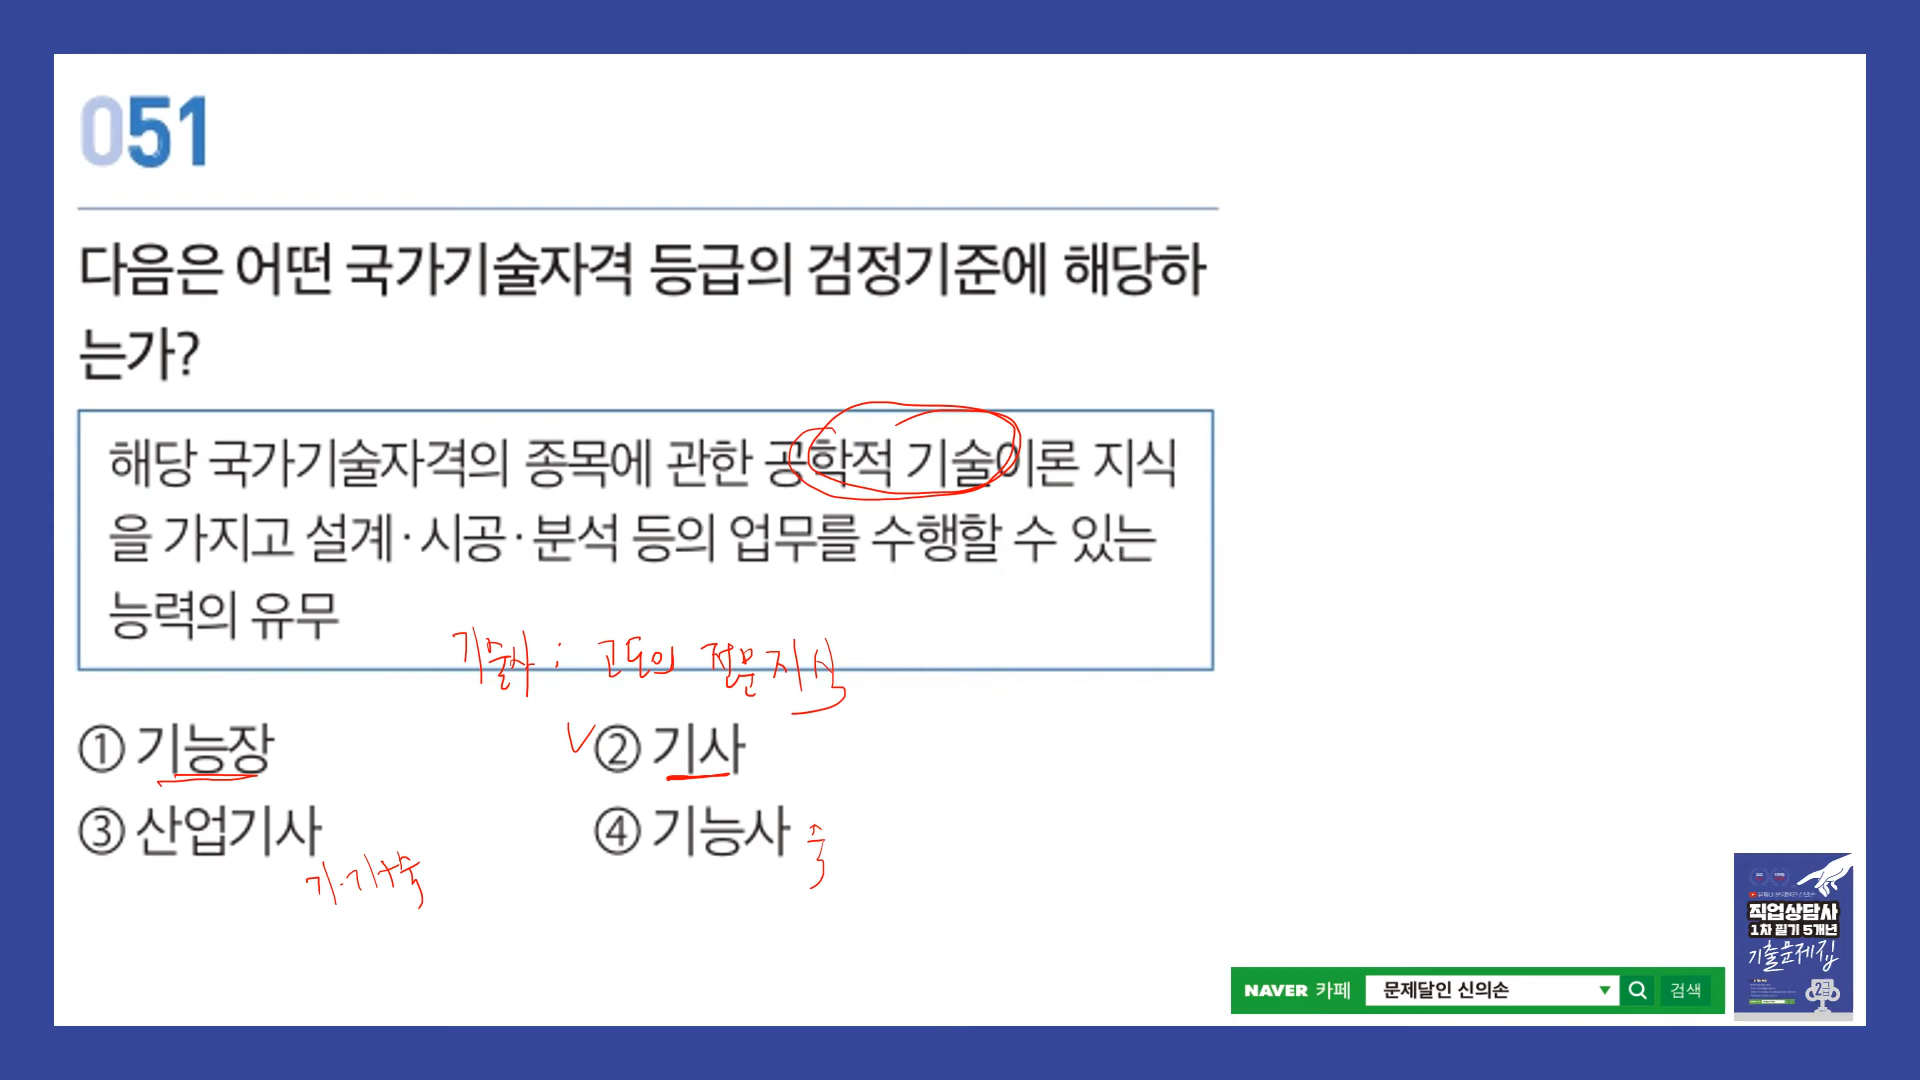 051
다음은 어떤 국가기술자격 등급의 검정기준에 해당하
는가?
해당 국가기술자격의 종목에 관한 공학적 기술이론 지식
을 가지고 설계·시공·분석 등의 업무를 수행할 수 있는
능력의 유무
기술사 : 고도의 전문지식
① 기능장
② 기사
③ 산업기사
④ 기능사
숙
기·기+숙
직업상담사
1차 필기 5개년
기출문제집
2급
NAVER 카페 문제달인 신의손 검색